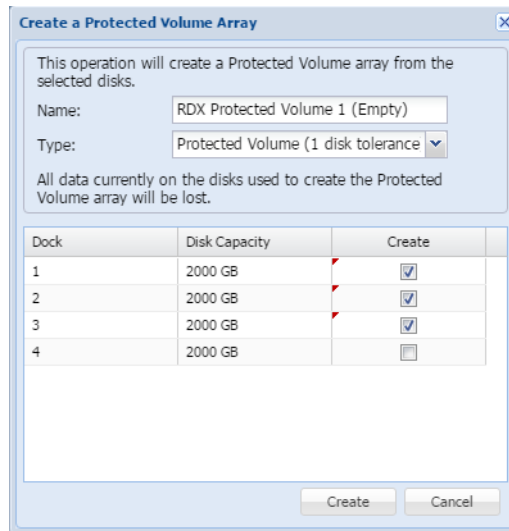 Create a Protected Volume Array
This operation will create a Protected Volume array from the
selected disks.
Name: RDX Protected Volume 1 (Empty)
Type: Protected Volume (1 disk tolerance
All data currently on the disks used to create the Protected
Volume array will be lost.
Dock Disk Capacity Create
1 2000 GB
2 2000 GB
3 2000 GB
4 2000 GB
Create Cancel